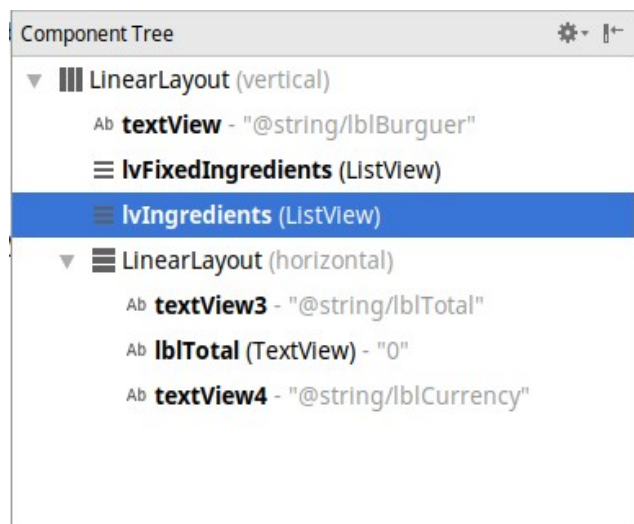 Component Tree
LinearLayout (vertical)
Ab textView - "@string/lblBurguer"
lvFixedIngredients (ListView)
lvIngredients (ListView)
LinearLayout (horizontal)
Ab textView3 - "@string/lblTotal"
Ab lblTotal (TextView) - "0"
Ab textView4 - "@string/lblCurrency"